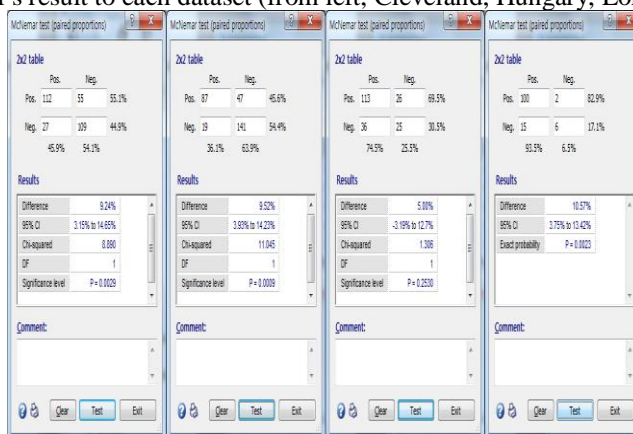 result to each dataset (from left, Cleveland, Hungary,
McNemar test (paired proportions)
2x2 table
Pos. Neg.
Pos. 112 55 55.1%
Neg. 27 109 44.9%
45.9% 54.1%
Results
Difference 9.24%
95% CI 3.15% to 14.65%
Chi-squared 8.890
DF 1
Significance level P = 0.0029
Comment:
Clear Test Exit
McNemar test (paired proportions)
2x2 table
Pos. Neg.
Pos. 87 47 45.6%
Neg. 19 141 54.4%
36.1% 63.9%
Results
Difference 9.52%
95% CI 3.93% to 14.23%
Chi-squared 11.045
DF 1
Significance level P = 0.0009
Comment:
Clear Test Exit
McNemar test (paired proportions)
2x2 table
Pos. Neg.
Pos. 113 26 69.5%
Neg. 36 25 30.5%
74.5% 25.5%
Results
Difference 5.00%
95% CI -3.19% to 12.7%
Chi-squared 1.306
DF 1
Significance level P = 0.2530
Comment:
Clear Test Exit
McNemar test (paired proportions)
2x2 table
Pos. Neg.
Pos. 100 2 82.9%
Neg. 15 6 17.1%
93.5% 6.5%
Results
Difference 10.57%
95% CI 3.75% to 13.42%
Exact probability P = 0.0023
Comment:
Clear Test Exit